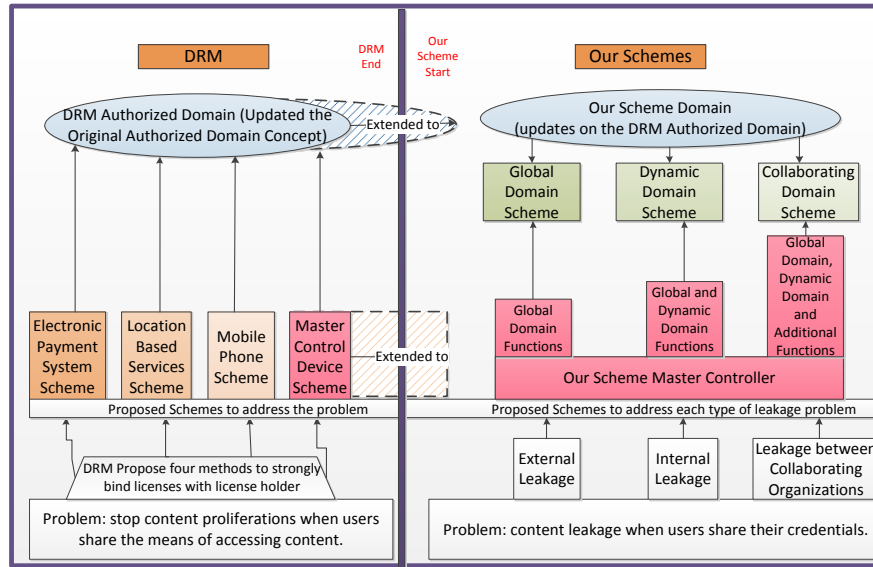 DRM
DRM
End
DRM Authorized Domain (Updated the
Original Authorized Domain Concept)
Extended to
Electronic
Payment
System
Scheme
Location
Based
Services
Scheme
Mobile
Phone
Scheme
Master
Control
Device
Scheme
Extended to
Proposed Schemes to address the problem
DRM Propose four methods to strongly
bind licenses with license holder
Problem: stop content proliferations when users
share the means of accessing content.
Our
Scheme
Start
Our Schemes
Our Scheme Domain
(updates on the DRM Authorized Domain)
Global
Domain
Scheme
Dynamic
Domain
Scheme
Collaborating
Domain
Scheme
Global
Domain
Functions
Global and
Dynamic
Domain
Functions
Global
Domain,
Dynamic
Domain
and
Additional
Functions
Our Scheme Master Controller
Proposed Schemes to address each type of leakage problem
External
Leakage
Internal
Leakage
Leakage between
Collaborating
Organizations
Problem: content leakage when users share their credentials.